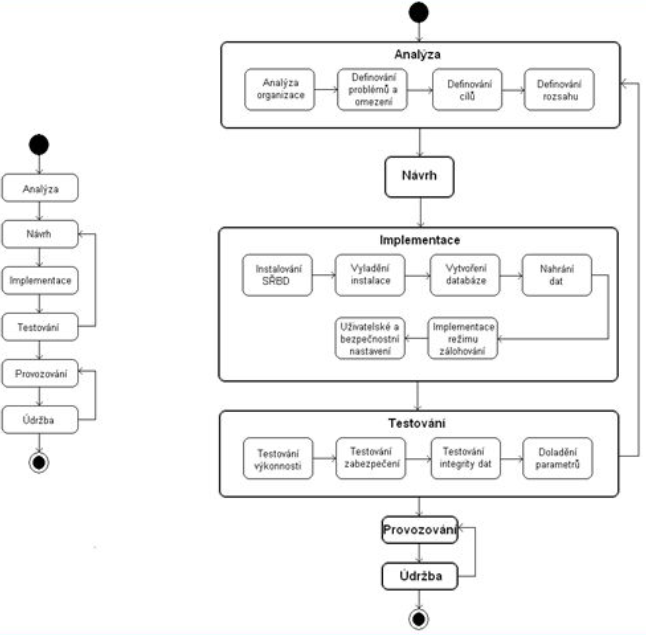 Analýza
Návrh
Implementace
Testování
Provozování
Údržba
Analýza
Analýza
organizace
Definování
problémů a
omezení
Definování
cílů
Definování
rozsahu
Návrh
Implementace
Instalování
SŘBD
Vyladění
instalace
Vytvoření
databáze
Nahrání
dat
Uživatelské a
bezpečnostní
nastavení
Implementace
režimu
zálohování
Testování
Testování
výkonnosti
Testování
zabezpečení
Testování
integrity dat
Doladění
parametrů
Provozování
Údržba